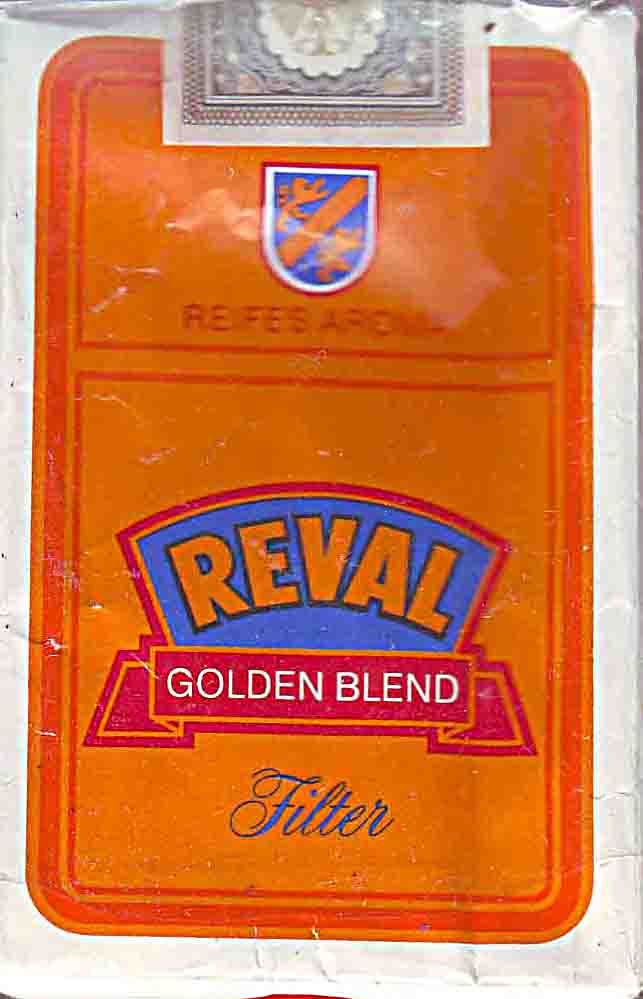 REIFES AROMA
REVAL
GOLDEN BLEND
Filter